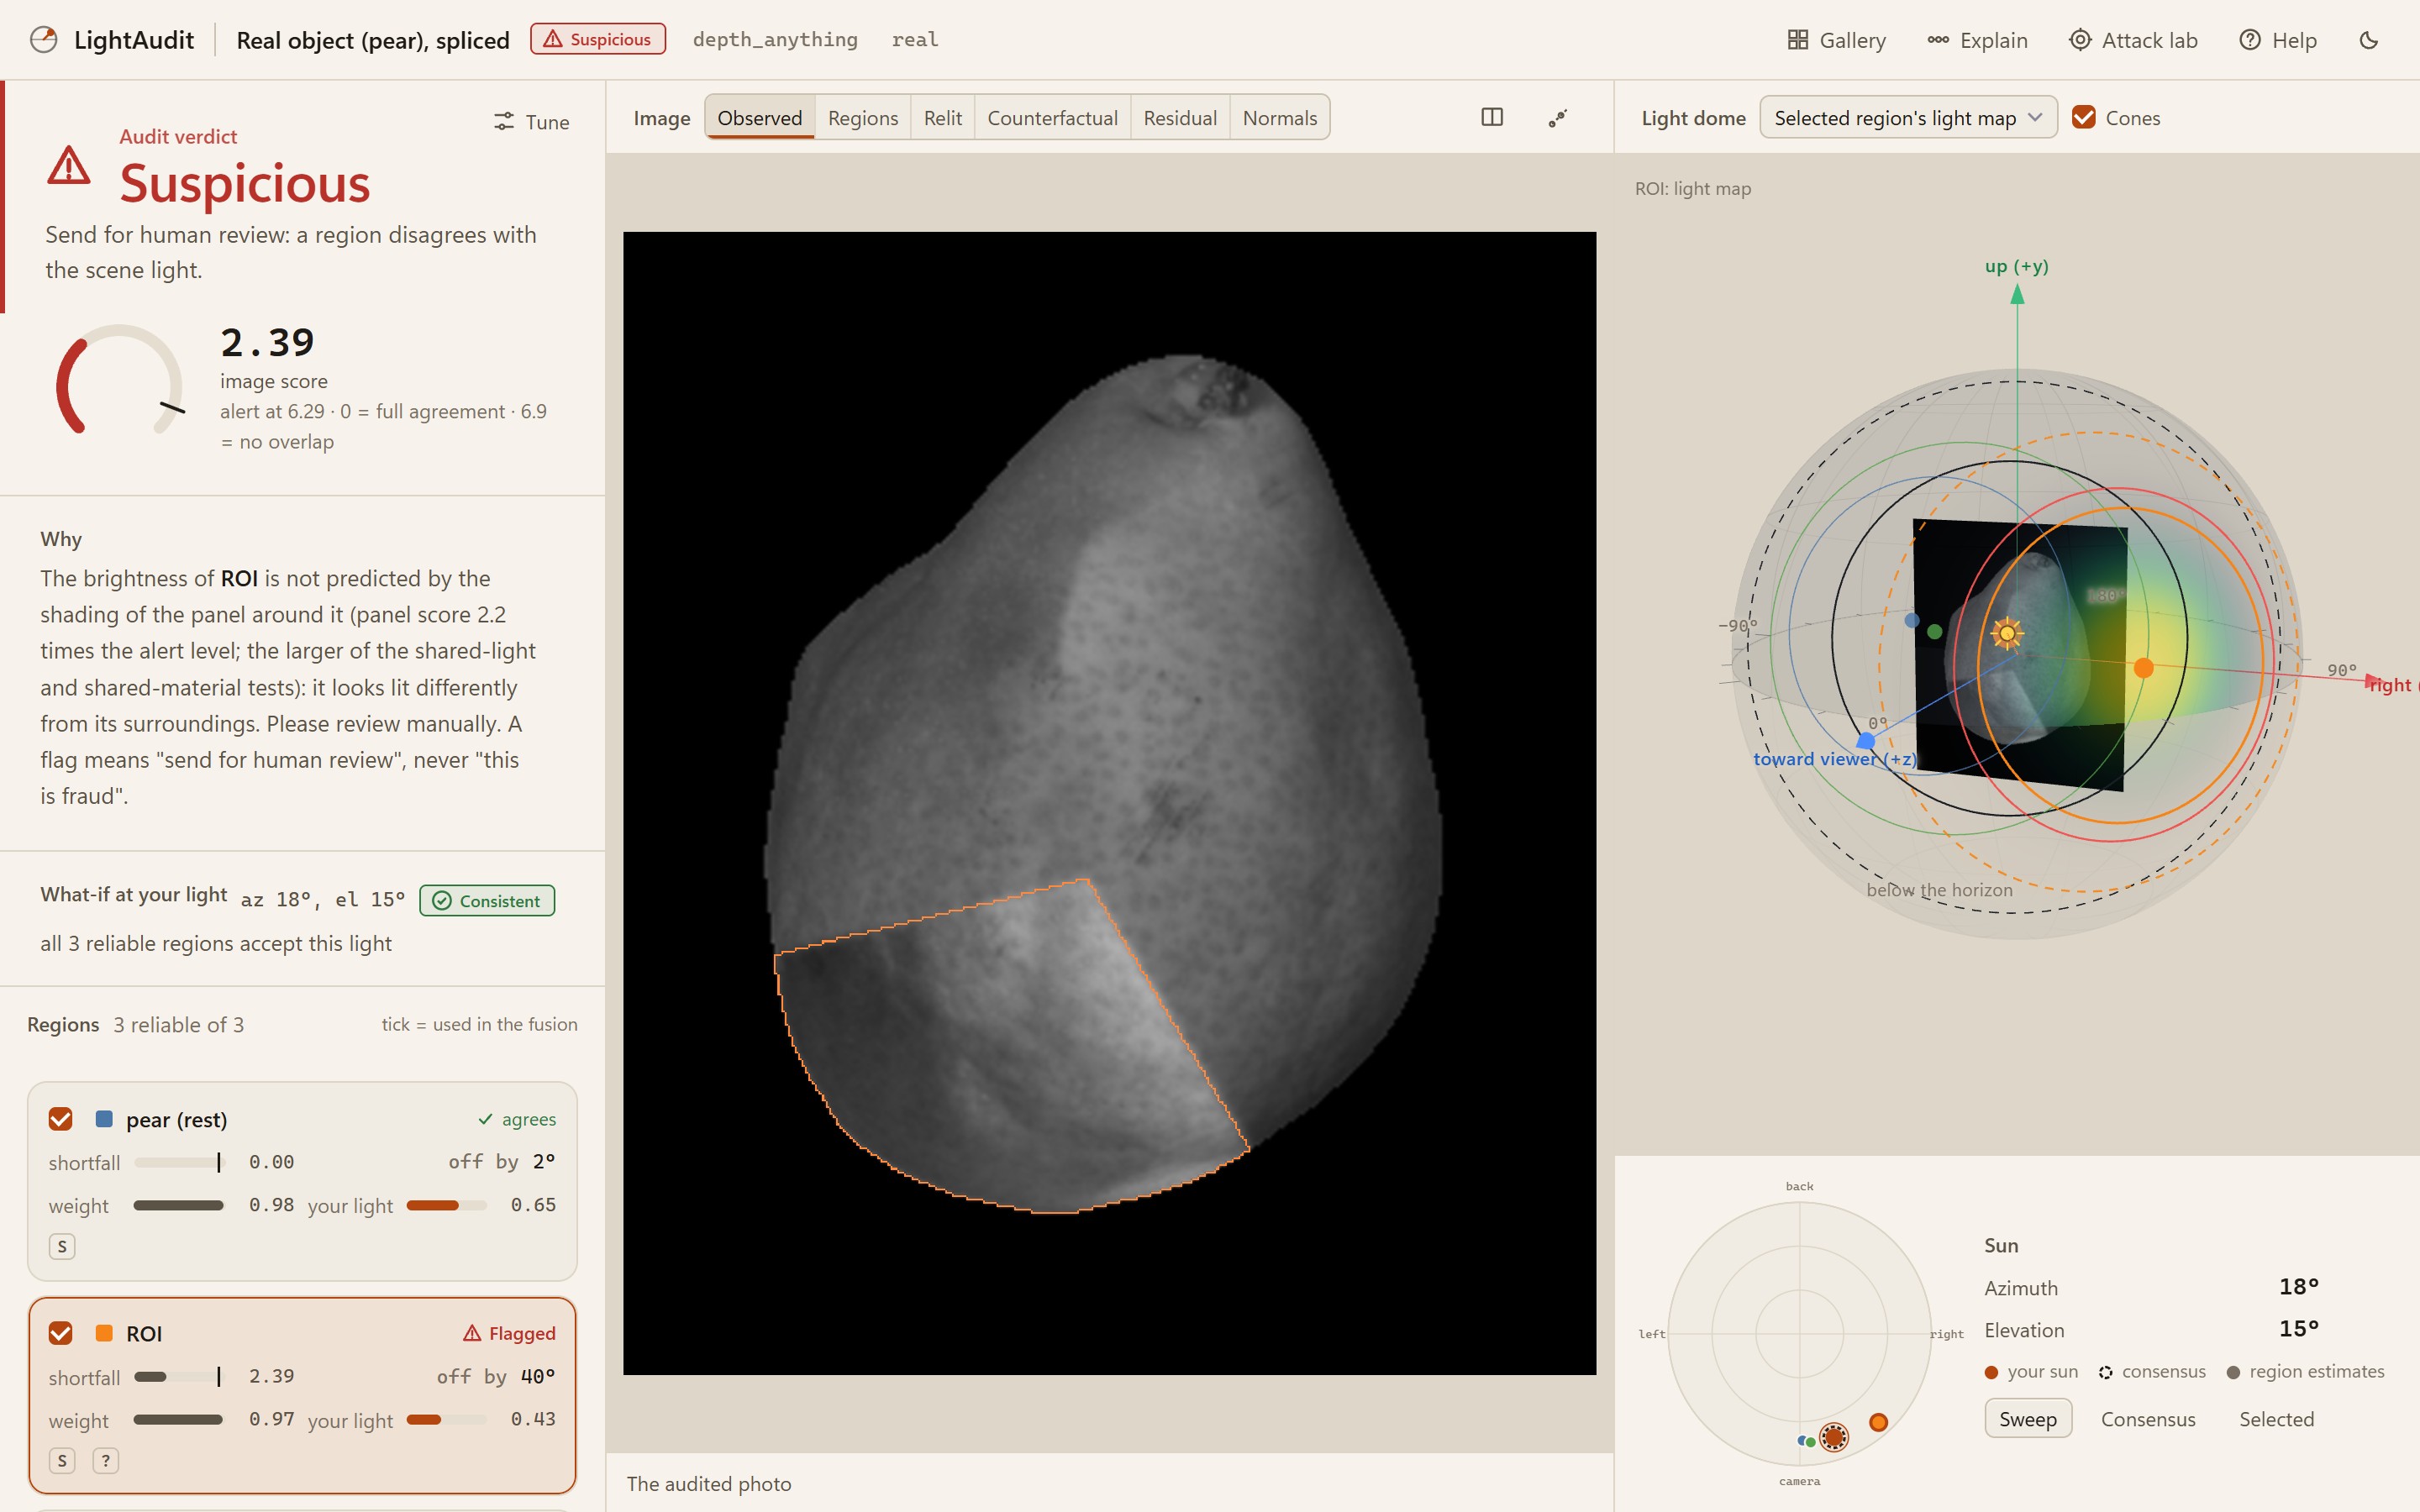 LightAudit
Real object (pear), spliced
Suspicious
depth_anything
real
Gallery
Explain
Attack lab
Help
Tune
Audit verdict
Suspicious
Send for human review: a region disagrees with
the scene light.
2.39
image score
alert at 6.29 · 0 = full agreement · 6.9
= no overlap
Why
The brightness of ROI is not predicted by the
shading of the panel around it (panel score 2.2
times the alert level; the larger of the shared-light
and shared-material tests): it looks lit differently
from its surroundings. Please review manually. A
flag means "send for human review", never "this
is fraud".
What-if at your light az 18°, el 15° Consistent
all 3 reliable regions accept this light
Regions 3 reliable of 3 tick = used in the fusion
pear (rest) agrees
shortfall 0.00 off by 2°
weight 0.98 your light 0.65
S
ROI Flagged
shortfall 2.39 off by 40°
weight 0.97 your light 0.43
S ?
Image Observed Regions Relit Counterfactual Residual Normals
The audited photo
Light dome Selected region's light map Cones
ROI: light map
up (+y)
180°
−90°
90°
right (
0°
toward viewer (+z)
below the horizon
back
left
right
camera
Sun
Azimuth 18°
Elevation 15°
your sun consensus region estimates
Sweep Consensus Selected